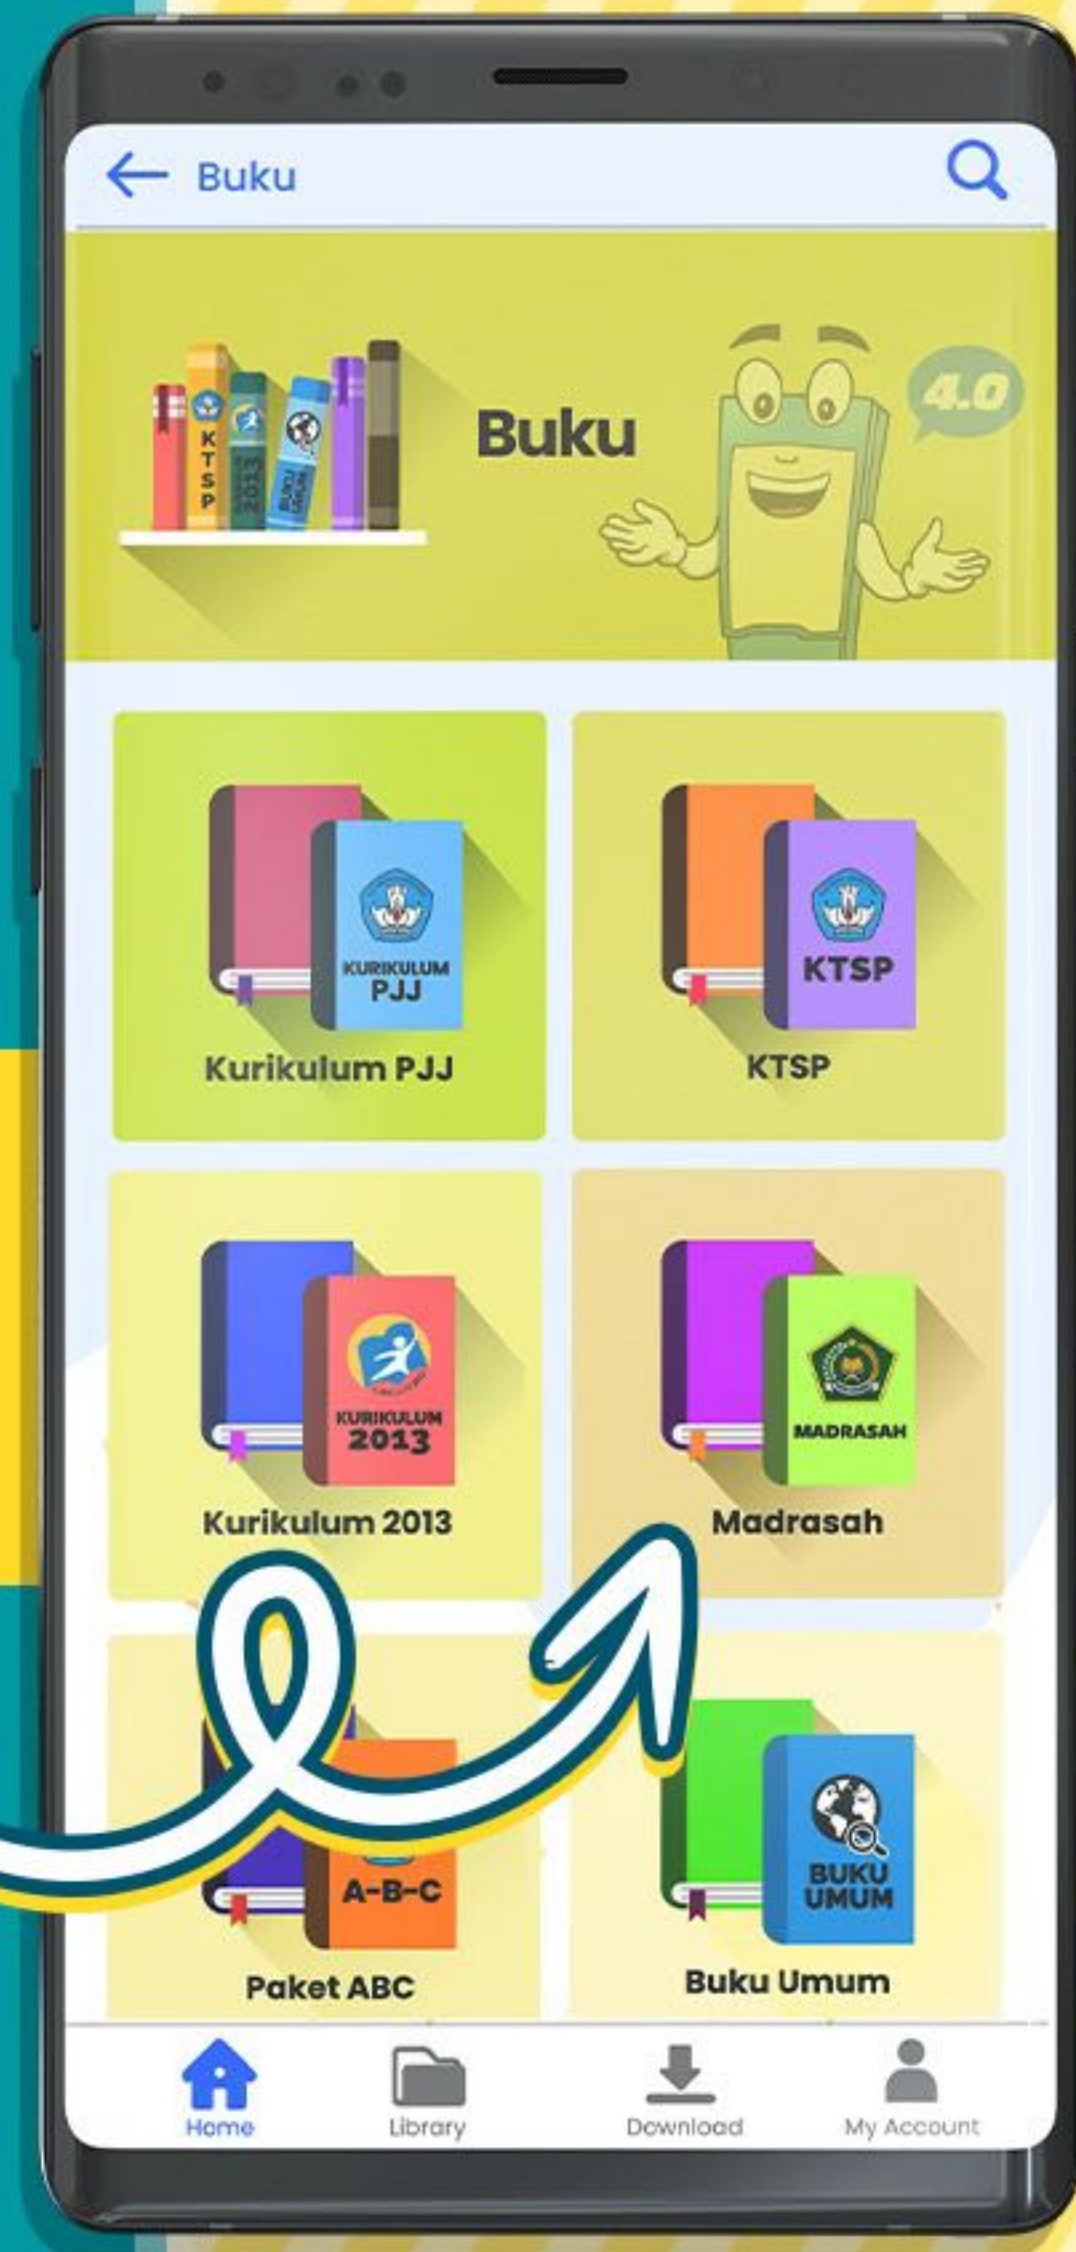 Buku
Buku
4.0
KTSP
2013
BUKU
UMUM
KURIKULUM
PJJ
Kurikulum PJJ
KTSP
KTSP
KURIKULUM
2013
Kurikulum 2013
MADRASAH
Madrasah
A-B-C
Paket ABC
BUKU
UMUM
Buku Umum
Home
Library
Download
My Account